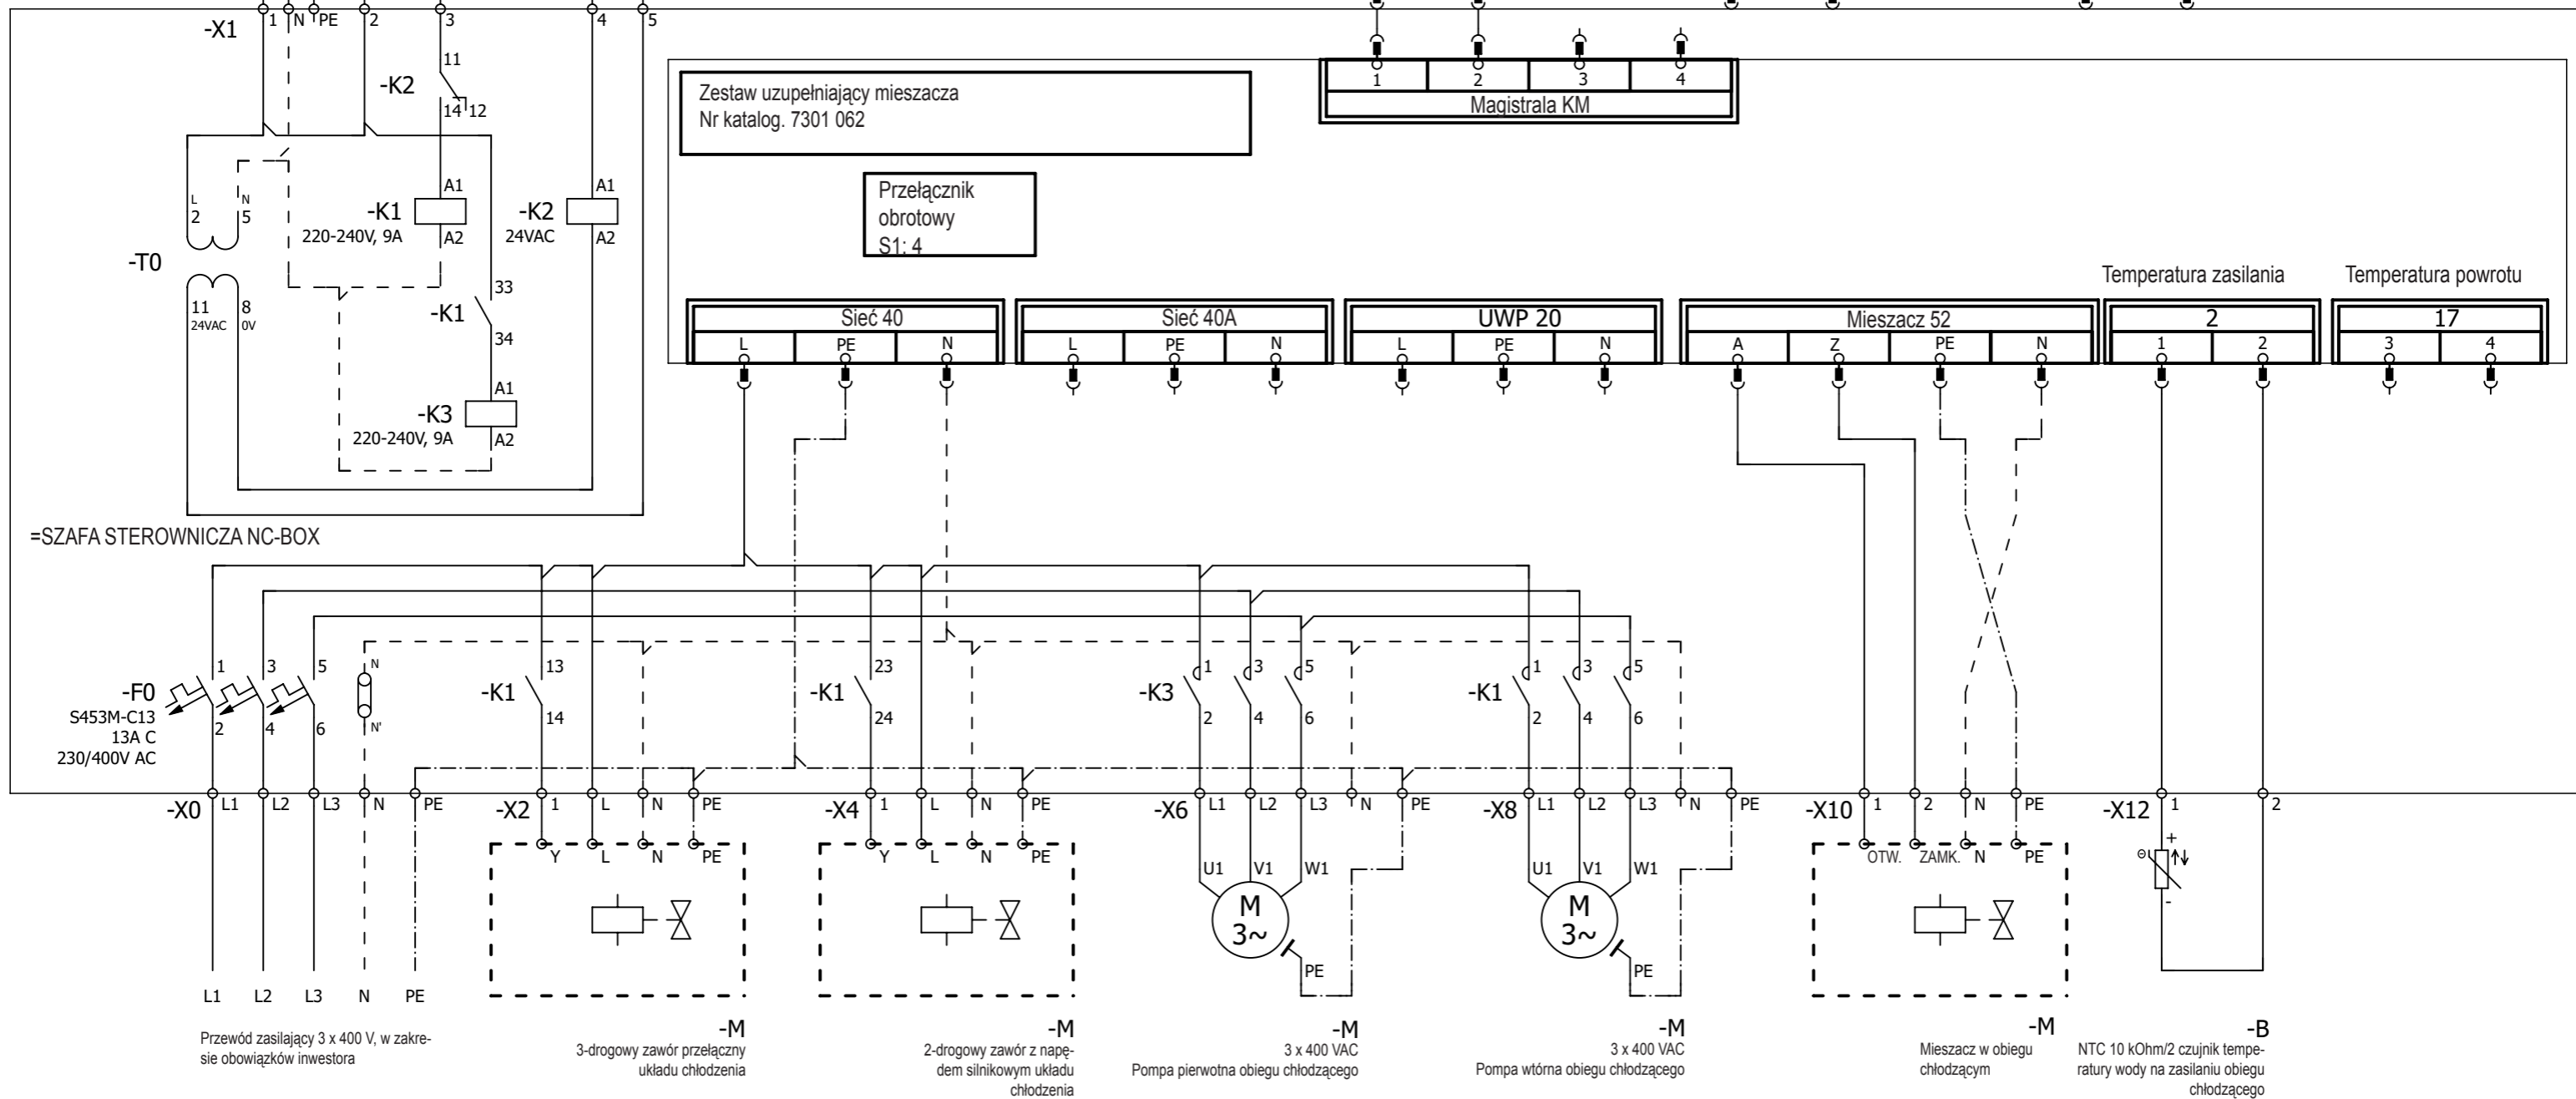 -X1
1 N PE 2 3 4 5
11
-K2
14 12
L N
2 5
-T0
11 8
24VAC 0V
A1
-K1
220-240V, 9A
A2
A1
-K2
24VAC
A2
33
-K1
34
A1
-K3
220-240V, 9A
A2
Zestaw uzupełniający mieszacza
Nr katalog. 7301 062
1 2 3 4
Magistrala KM
Przełącznik
obrotowy
S1: 4
Temperatura zasilania
Temperatura powrotu
Sieć 40
L PE N
Sieć 40A
L PE N
UWP 20
L PE N
Mieszacz 52
A Z PE N
2
1 2
17
3 4
=SZAFA STEROWNICZA NC-BOX
-F0
S453M-C13
13A C
230/400V AC
1 3 5
2 4 6
N
N'
13
-K1
14
23
-K1
24
1 3 5
-K3
2 4 6
1 3 5
-K1
2 4 6
-X0 L1 L2 L3 N PE
-X2 1 L N PE
-X4 1 L N PE
-X6 L1 L2 L3 N PE
-X8 L1 L2 L3 N PE
-X10 1 2 N PE
-X12 1 2
Y L N PE
Y L N PE
U1 V1 W1
M
3~
PE
U1 V1 W1
M
3~
PE
OTW. ZAMK. N PE
+
Θ
-
L1 L2 L3 N PE
Przewód zasilający 3 x 400 V, w zakre-
sie obowiązków inwestora
-M
3-drogowy zawór przełączny
układu chłodzenia
-M
2-drogowy zawór z napę-
dem silnikowym układu
chłodzenia
-M
3 x 400 VAC
Pompa pierwotna obiegu chłodzącego
-M
3 x 400 VAC
Pompa wtórna obiegu chłodzącego
-M
Mieszacz w obiegu
chłodzącym
-B
NTC 10 kOhm/2 czujnik tempe-
ratury wody na zasilaniu obiegu
chłodzącego